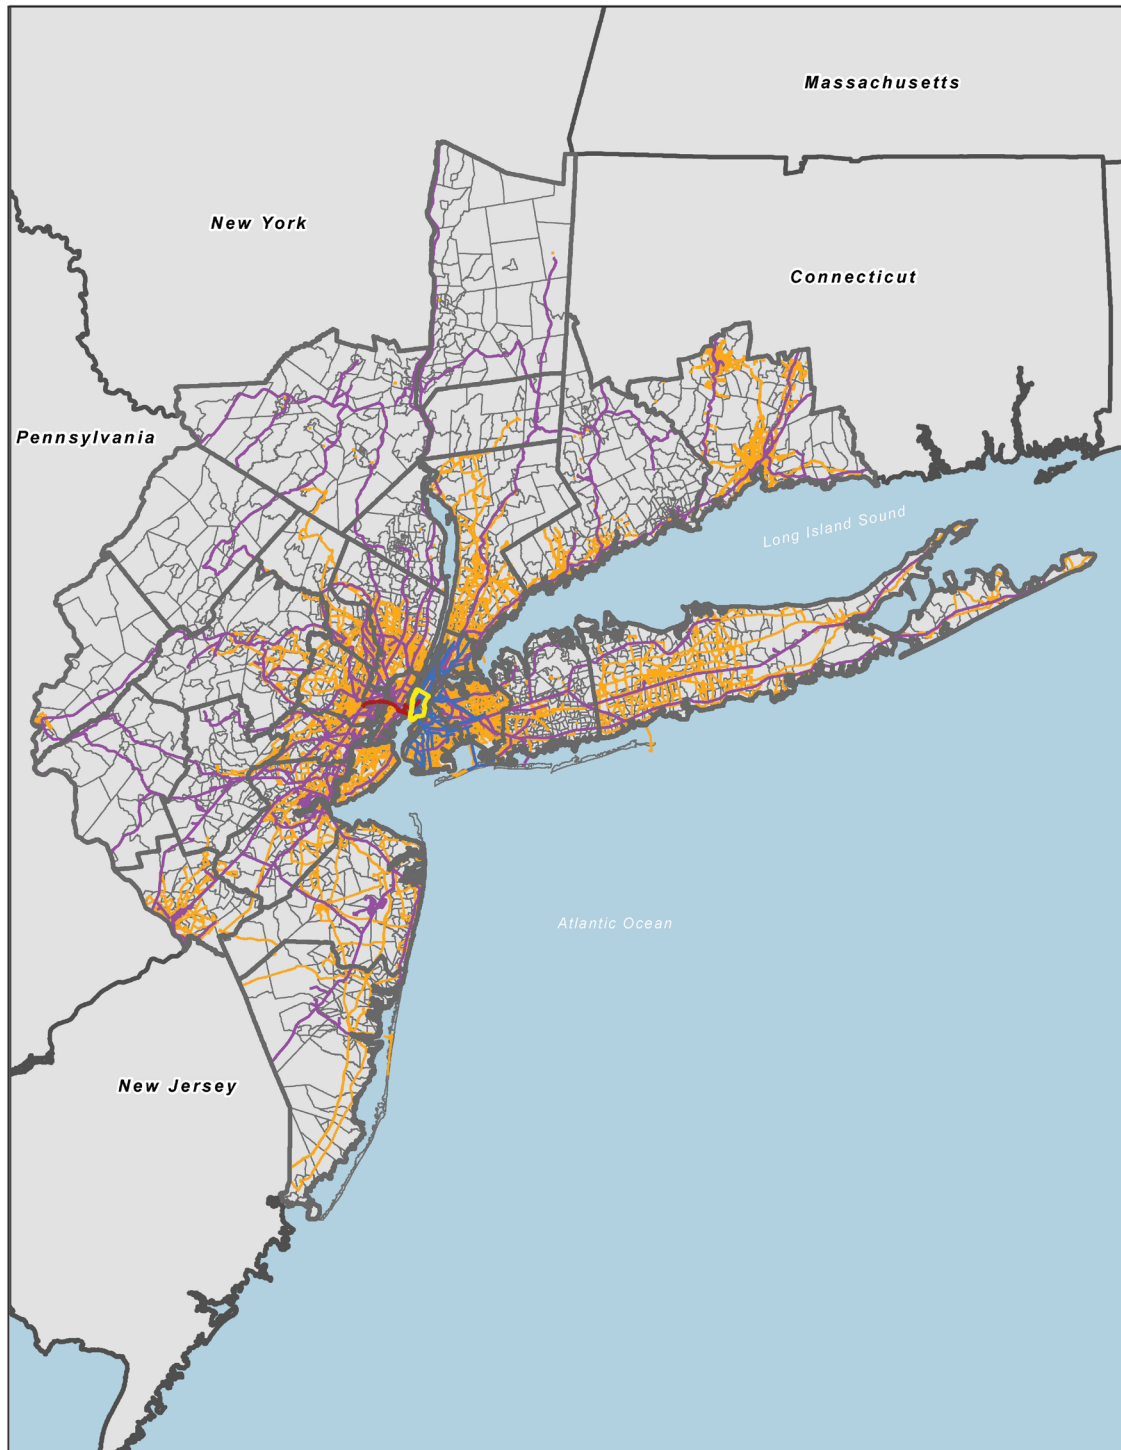 Massachusetts
New York
Connecticut
Pennsylvania
Long Island Sound
Atlantic Ocean
New Jersey